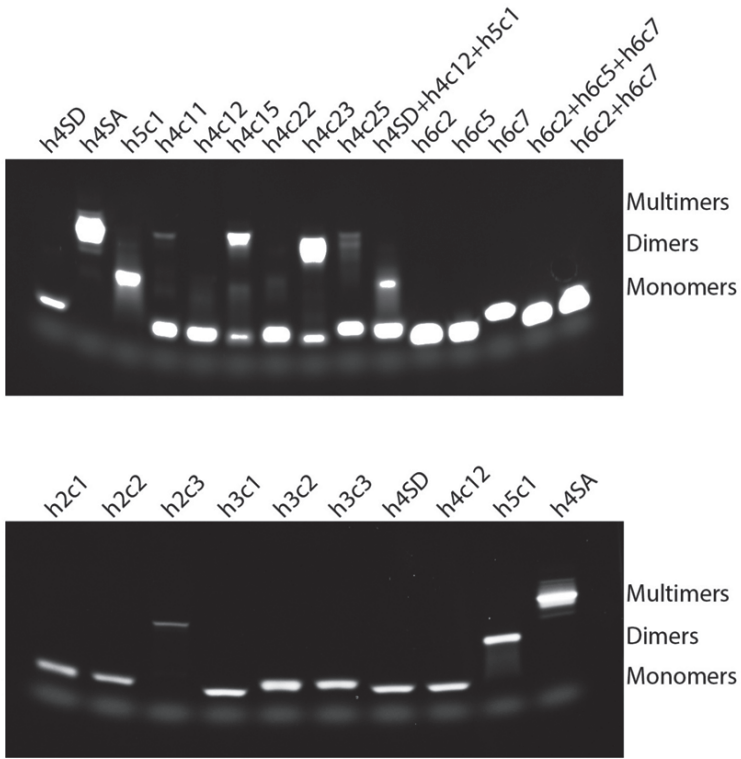 h4SD
h4SA
h5c1
h4c11
h4c12
h4c15
h4c22
h4c23
h4c25
h4SD+h4c12+h5c1
h6c2
h6c5
h6c7
h6c2+h6c5+h6c7
h6c2+h6c7
Multimers
Dimers
Monomers
h2c1
h2c2
h2c3
h3c1
h3c2
h3c3
h4SD
h4c12
h5c1
h4SA
Multimers
Dimers
Monomers